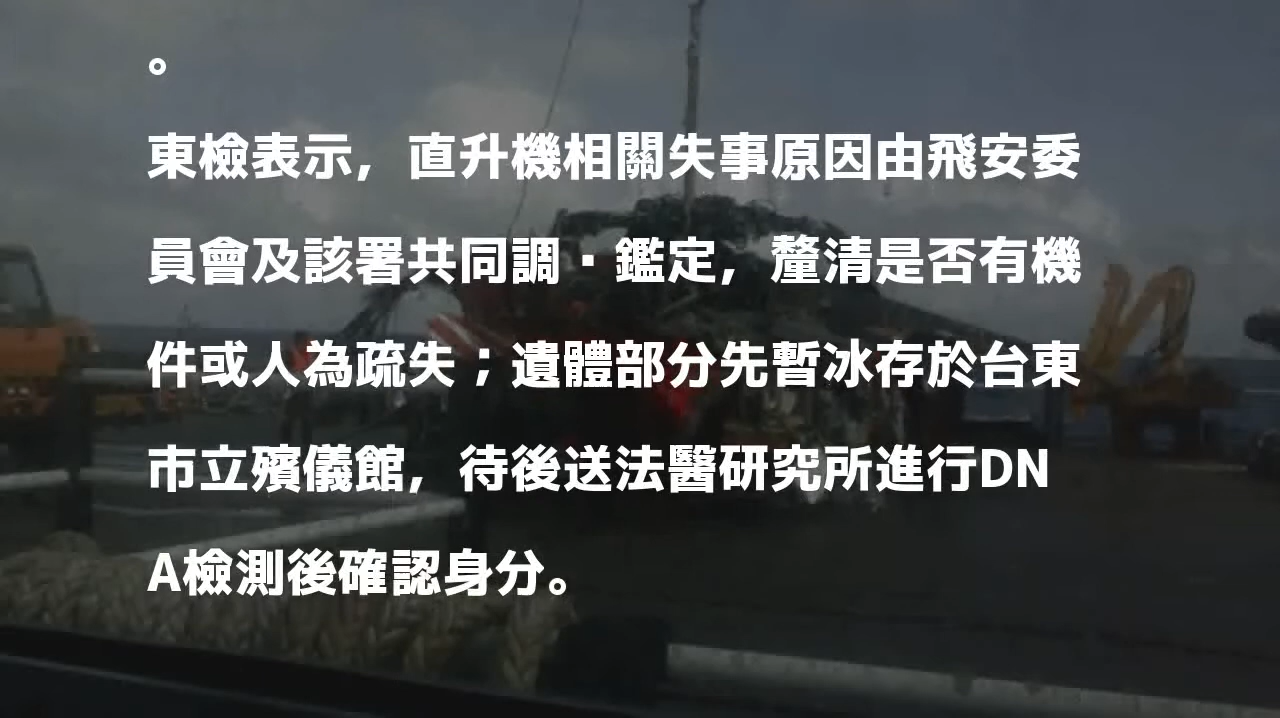 。
東檢表示，直升機相關失事原因由飛安委
員會及該署共同調·鑑定，釐清是否有機
件或人為疏失；遺體部分先暫冰存於台東
市立殯儀館，待後送法醫研究所進行DN
A檢測後確認身分。